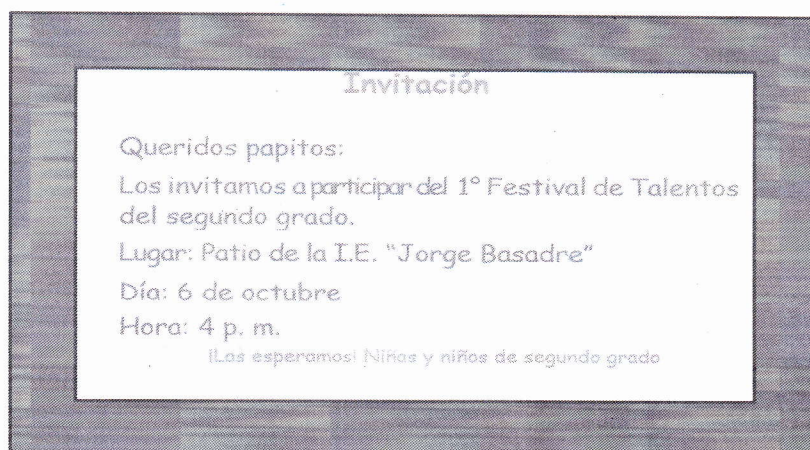 Invitación
Queridos papitos:
Los invitamos a participar del 1° Festival de Talentos
del segundo grado.
Lugar: Patio de la I.E. "Jorge Basadre"
Día: 6 de octubre
Hora: 4 p. m.
¡Los esperamos! Niñas y niños de segundo grado